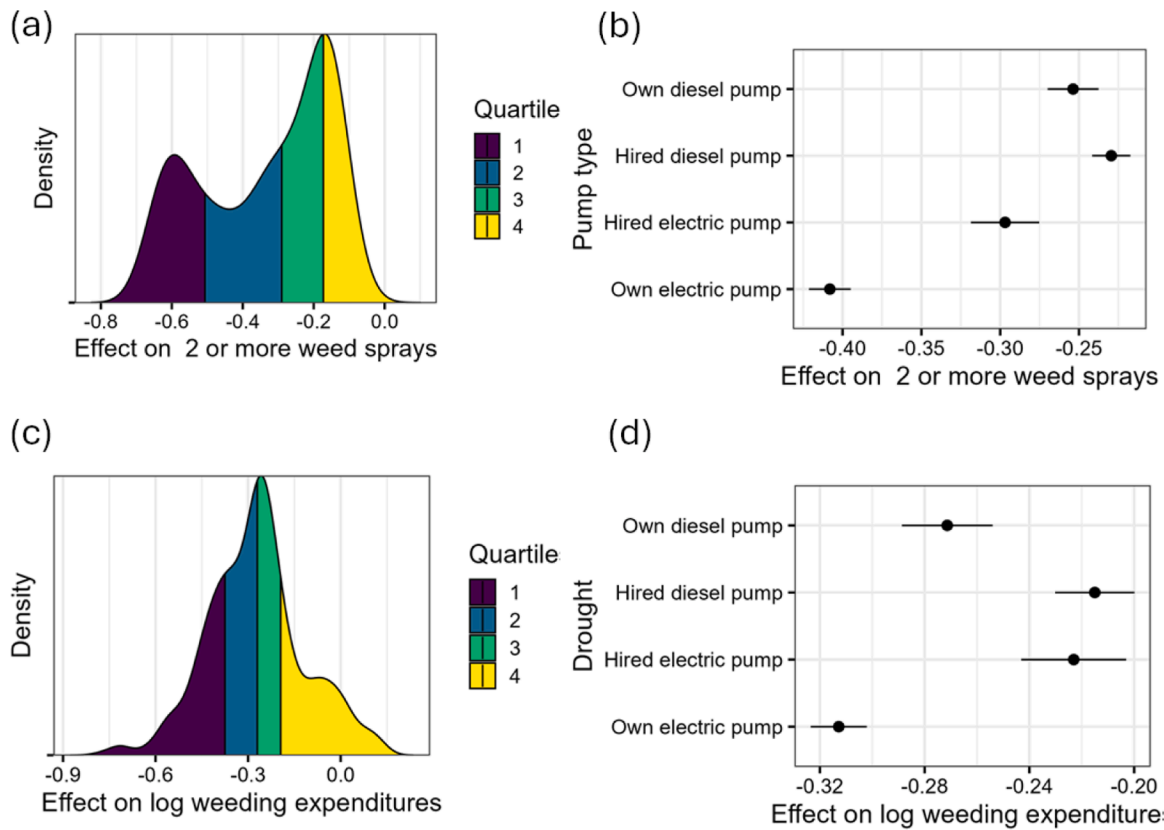 (a)
Density
-0.8 -0.6 -0.4 -0.2 0.0
Effect on 2 or more weed sprays
Quartile
1
2
3
4
(b)
Pump type
Own diesel pump
Hired diesel pump
Hired electric pump
Own electric pump
-0.40 -0.35 -0.30 -0.25
Effect on 2 or more weed sprays
(c)
Density
-0.9 -0.6 -0.3 0.0
Effect on log weeding expenditures
Quartile
1
2
3
4
(d)
Drought
Own diesel pump
Hired diesel pump
Hired electric pump
Own electric pump
-0.32 -0.28 -0.24 -0.20
Effect on log weeding expenditures